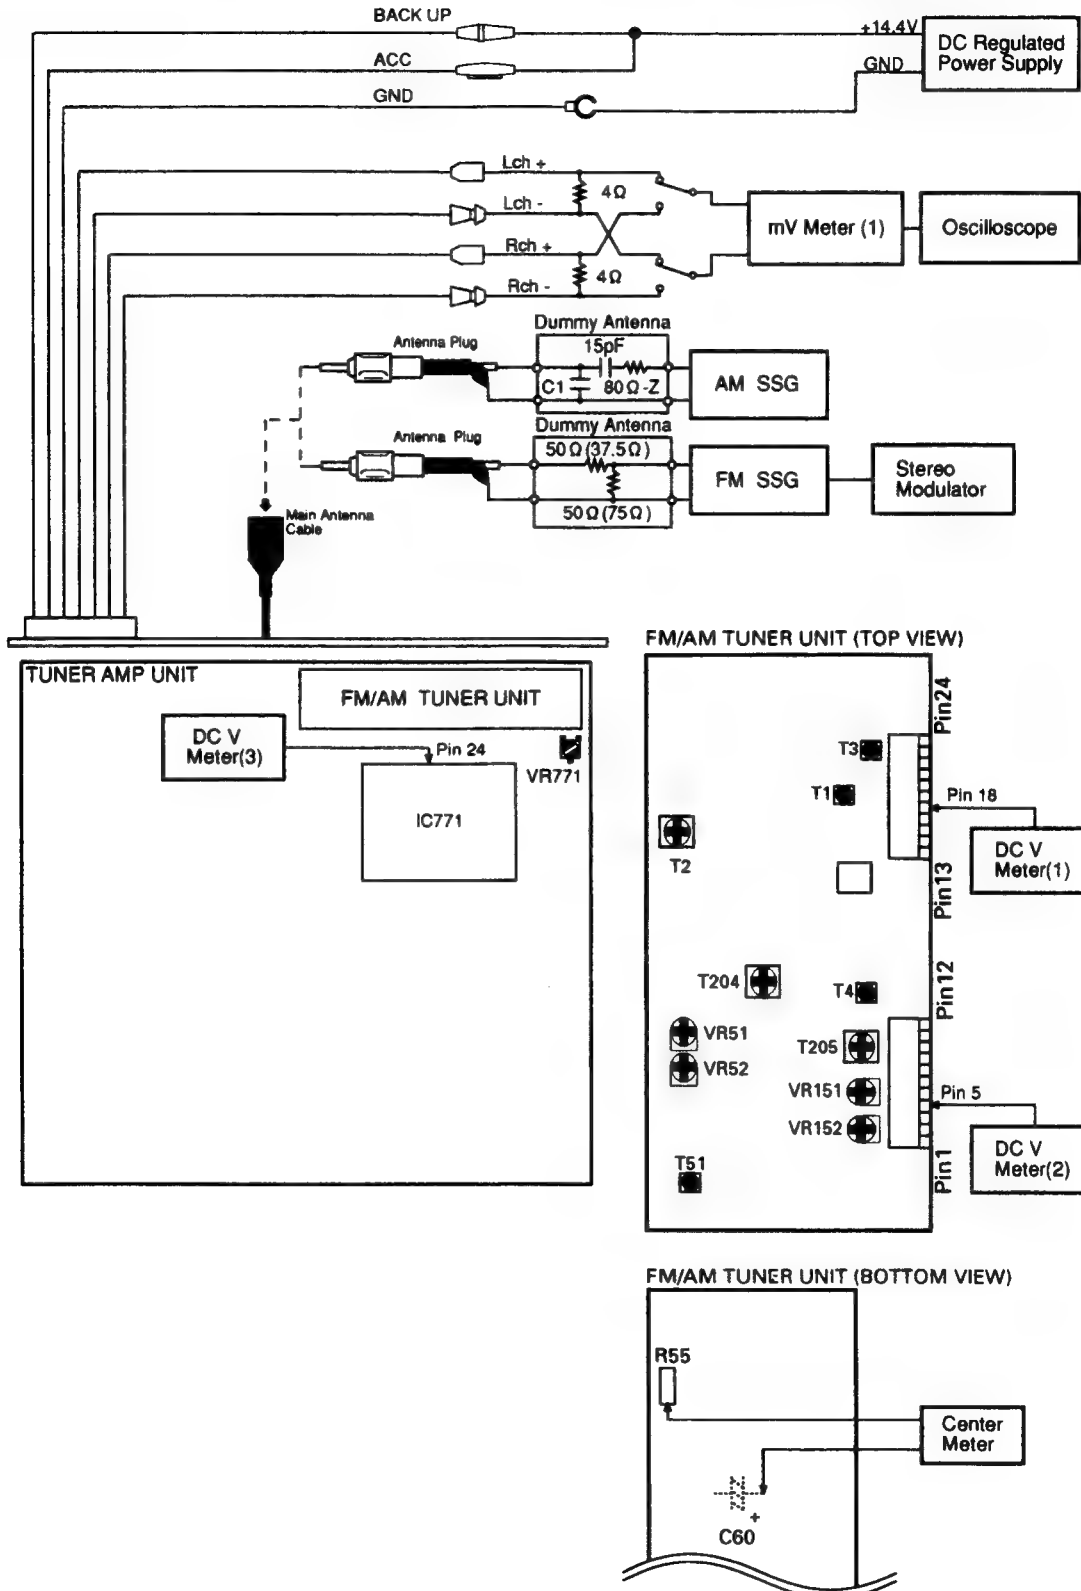 BACK UP
+14.4V
DC Regulated
Power Supply
ACC
GND
GND
Lch +
4Ω
Lch -
mV Meter (1)
Oscilloscope
Rch +
4Ω
Rch -
Dummy Antenna
Antenna Plug
15pF
C1
80Ω-Z
AM SSG
Dummy Antenna
Antenna Plug
50Ω(37.5Ω)
FM SSG
Stereo
Modulator
50Ω(75Ω)
Main Antenna
Cable
FM/AM TUNER UNIT (TOP VIEW)
TUNER AMP UNIT
FM/AM TUNER UNIT
DC V
Meter(3)
Pin 24
VR771
IC771
Pin24
T3
T1
Pin 18
T2
DC V
Meter(1)
Pin13
T204
T4
Pin12
VR51
T205
VR52
VR151
Pin 5
VR152
T51
Pin1
DC V
Meter(2)
FM/AM TUNER UNIT (BOTTOM VIEW)
R55
Center
Meter
+
C60